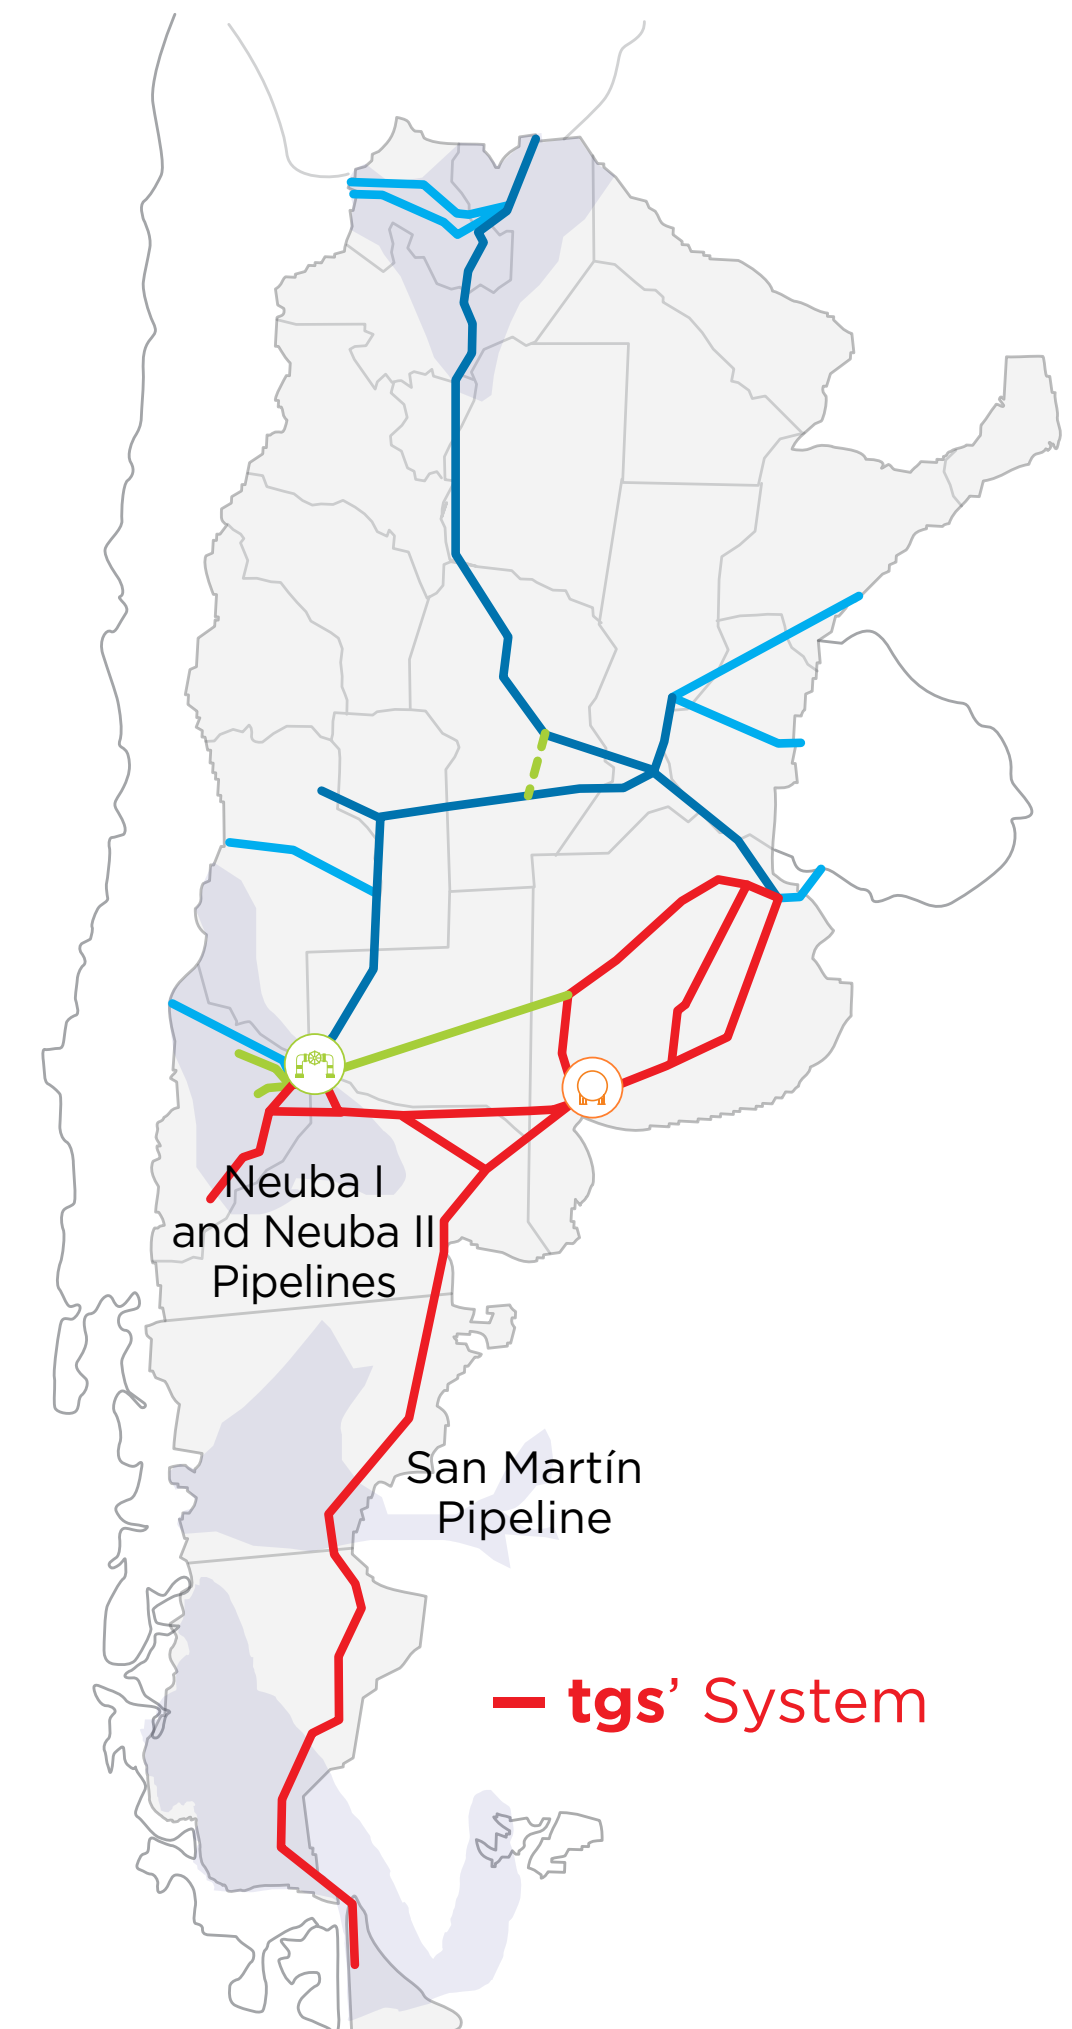 Neuba I
and Neuba II
Pipelines
San Martín
Pipeline
tgs’ System